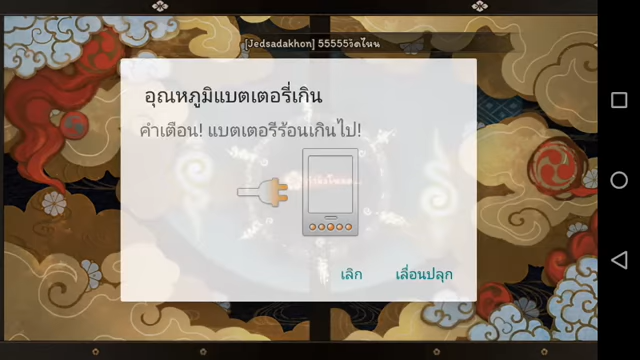 [Jedsadakhon] 55555วัดไหน
อุณหภูมิแบตเตอรี่เกิน
คำเตือน! แบตเตอรีร้อนเกินไป!
เลิก
เลื่อนปลุก